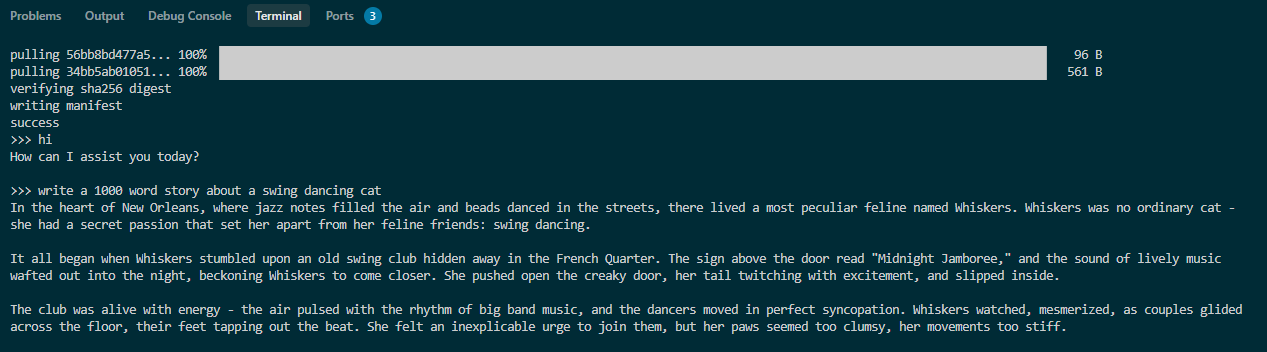 Problems Output Debug Console Terminal Ports 3
pulling 56bb8bd477a5... 100% 96 B
pulling 34bb5ab01051... 100% 561 B
verifying sha256 digest
writing manifest
success
>>> hi
How can I assist you today?
>>> write a 1000 word story about a swing dancing cat
In the heart of New Orleans, where jazz notes filled the air and beads danced in the streets, there lived a most peculiar feline named Whiskers. Whiskers was no ordinary cat -
she had a secret passion that set her apart from her feline friends: swing dancing.
It all began when Whiskers stumbled upon an old swing club hidden away in the French Quarter. The sign above the door read "Midnight Jamboree," and the sound of lively music
wafted out into the night, beckoning Whiskers to come closer. She pushed open the creaky door, her tail twitching with excitement, and slipped inside.
The club was alive with energy - the air pulsed with the rhythm of big band music, and the dancers moved in perfect syncopation. Whiskers watched, mesmerized, as couples glided
across the floor, their feet tapping out the beat. She felt an inexplicable urge to join them, but her paws seemed too clumsy, her movements too stiff.